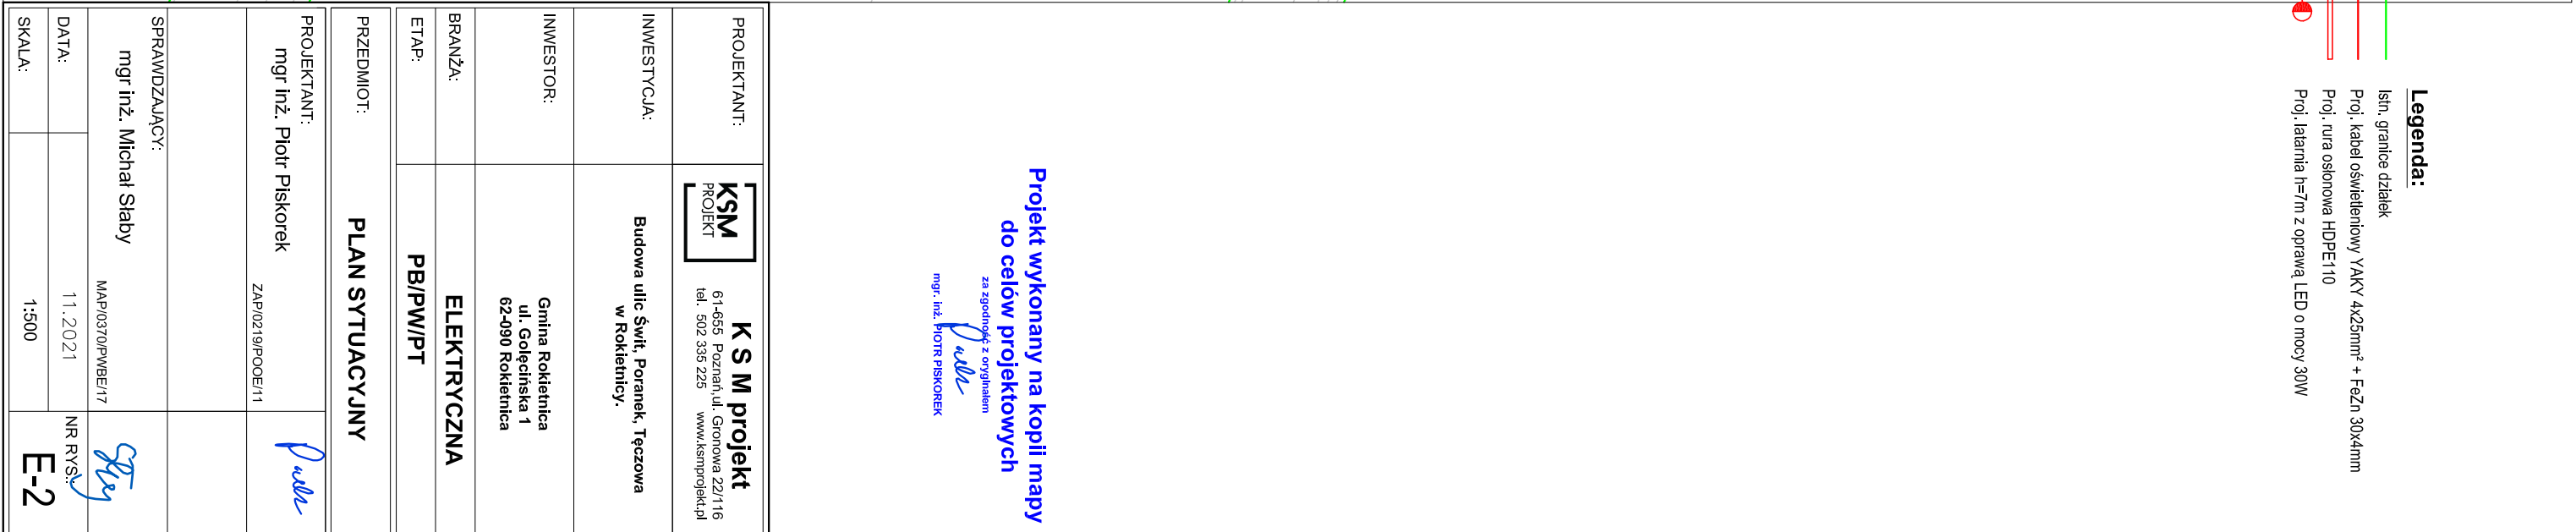 Legenda:
Istn. granice działek
Proj. kabel oświetleniowy YAKY 4x25mm² + FeZn 30x4mm
Proj. rura osłonowa HDPE110
Proj. latarnia h=7m z oprawą LED o mocy 30W
Projekt wykonany na kopii mapy
do celów projektowych
za zgodność z oryginałem
mgr. inż. PIOTR PISKOREK
PROJEKTANT:
KSM
PROJEKT
K S M projekt
61-655 Poznań,ul. Gronowa 22/116
tel. 502 335 225 www.ksmprojekt.pl
INWESTYCJA:
Budowa ulic Świt, Poranek, Tęczowa
w Rokietnicy.
INWESTOR:
Gmina Rokietnica
ul. Golęcińska 1
62-090 Rokietnica
BRANŻA:
ELEKTRYCZNA
ETAP:
PB/PW/PT
PRZEDMIOT:
PLAN SYTUACYJNY
PROJEKTANT:
mgr inż. Piotr Piskorek
ZAP/0219/POOE/11
SPRAWDZAJĄCY:
mgr inż. Michał Słaby
MAP/0370/PWBE/17
DATA:
11.2021
NR RYS.:
SKALA:
1:500
E-2